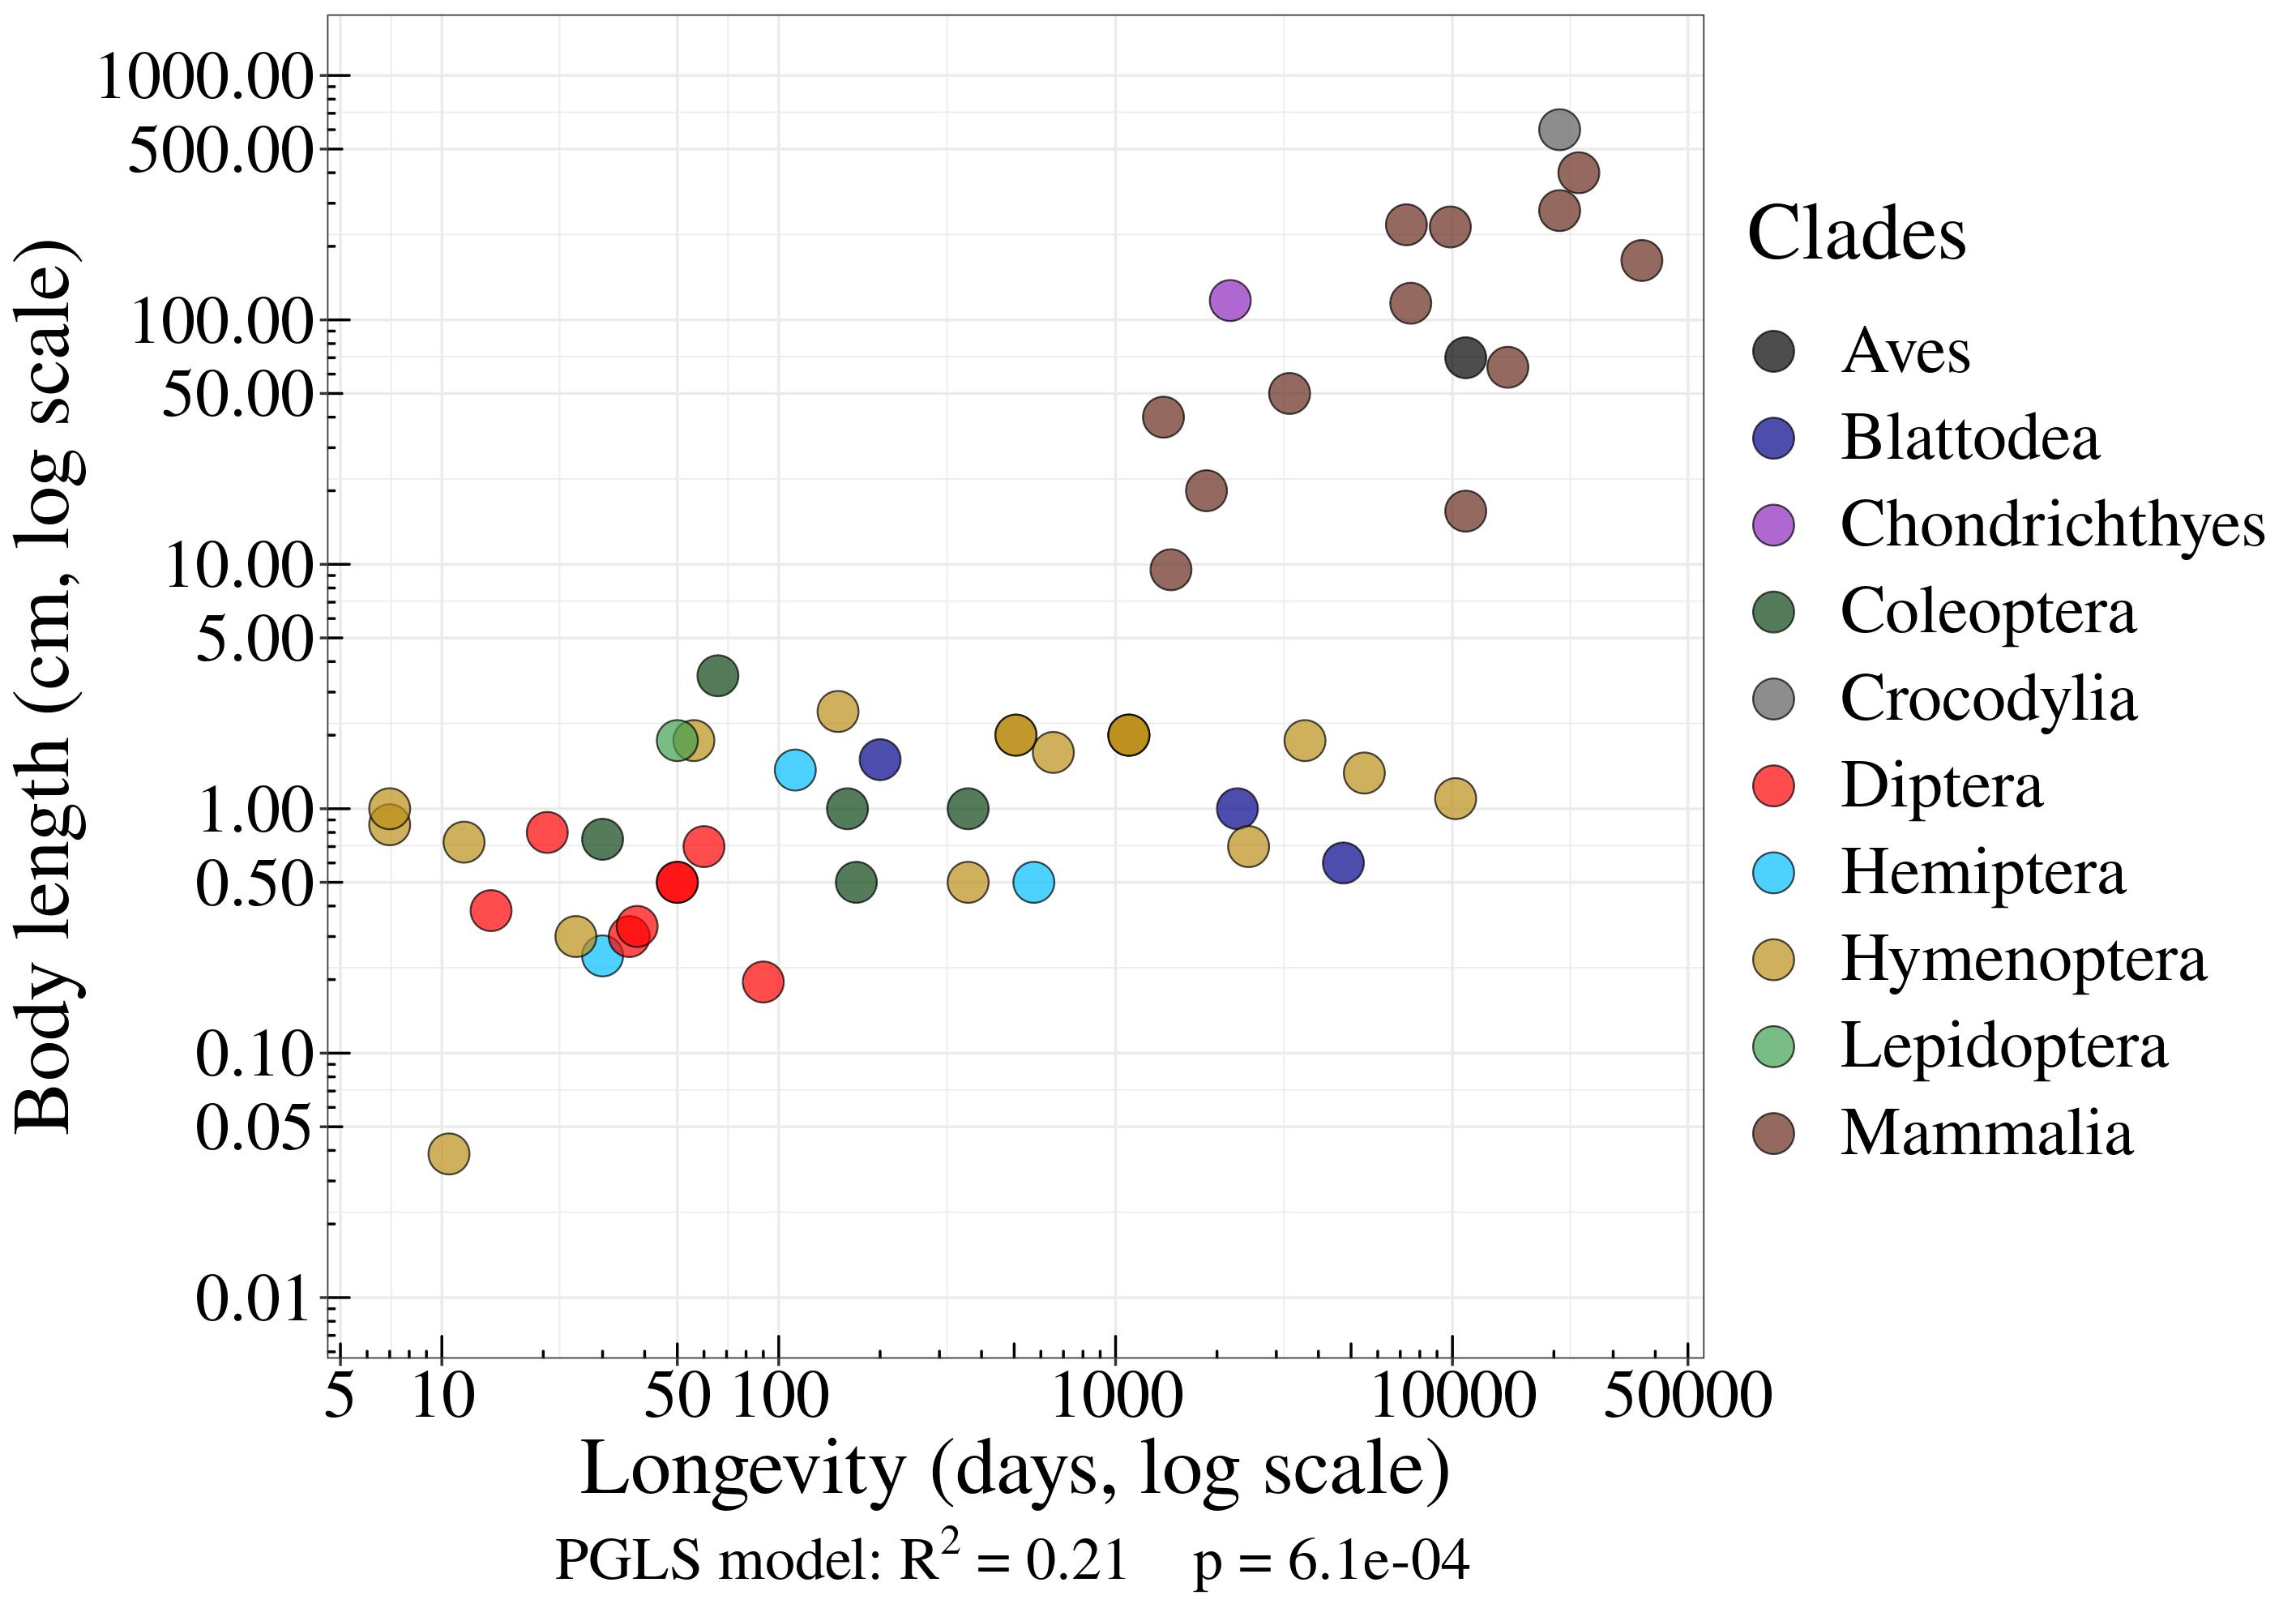 Body length (cm, log scale)
1000.00
500.00
100.00
50.00
10.00
5.00
1.00
0.50
0.10
0.05
0.01
5 10 50 100 1000 10000 50000
Longevity (days, log scale)
PGLS model: R² = 0.21 p = 6.1e-04
Clades
Aves
Blattodea
Chondrichthyes
Coleoptera
Crocodylia
Diptera
Hemiptera
Hymenoptera
Lepidoptera
Mammalia